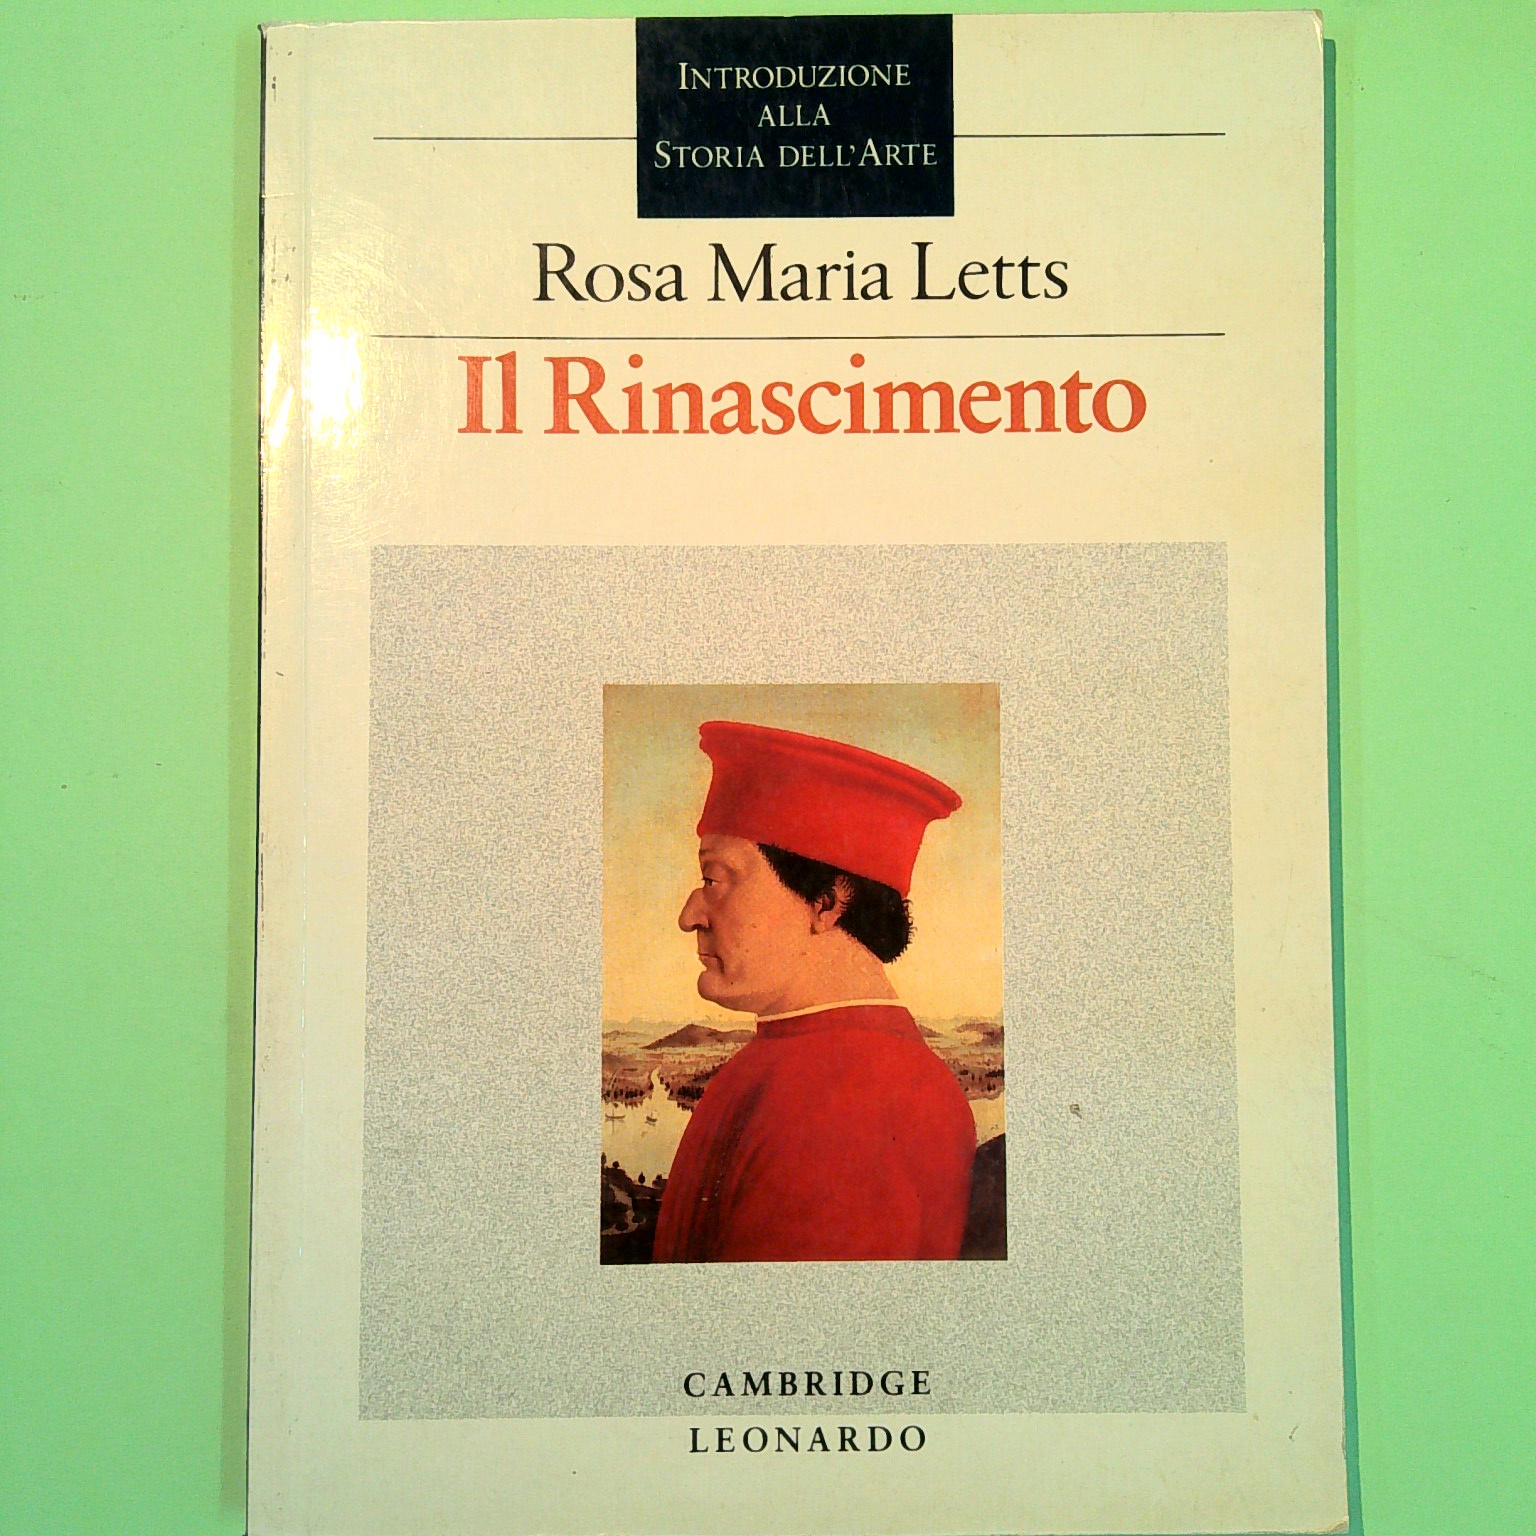 INTRODUZIONE
ALLA
STORIA DELL'ARTE
Rosa Maria Letts
Il Rinascimento
CAMBRIDGE
LEONARDO